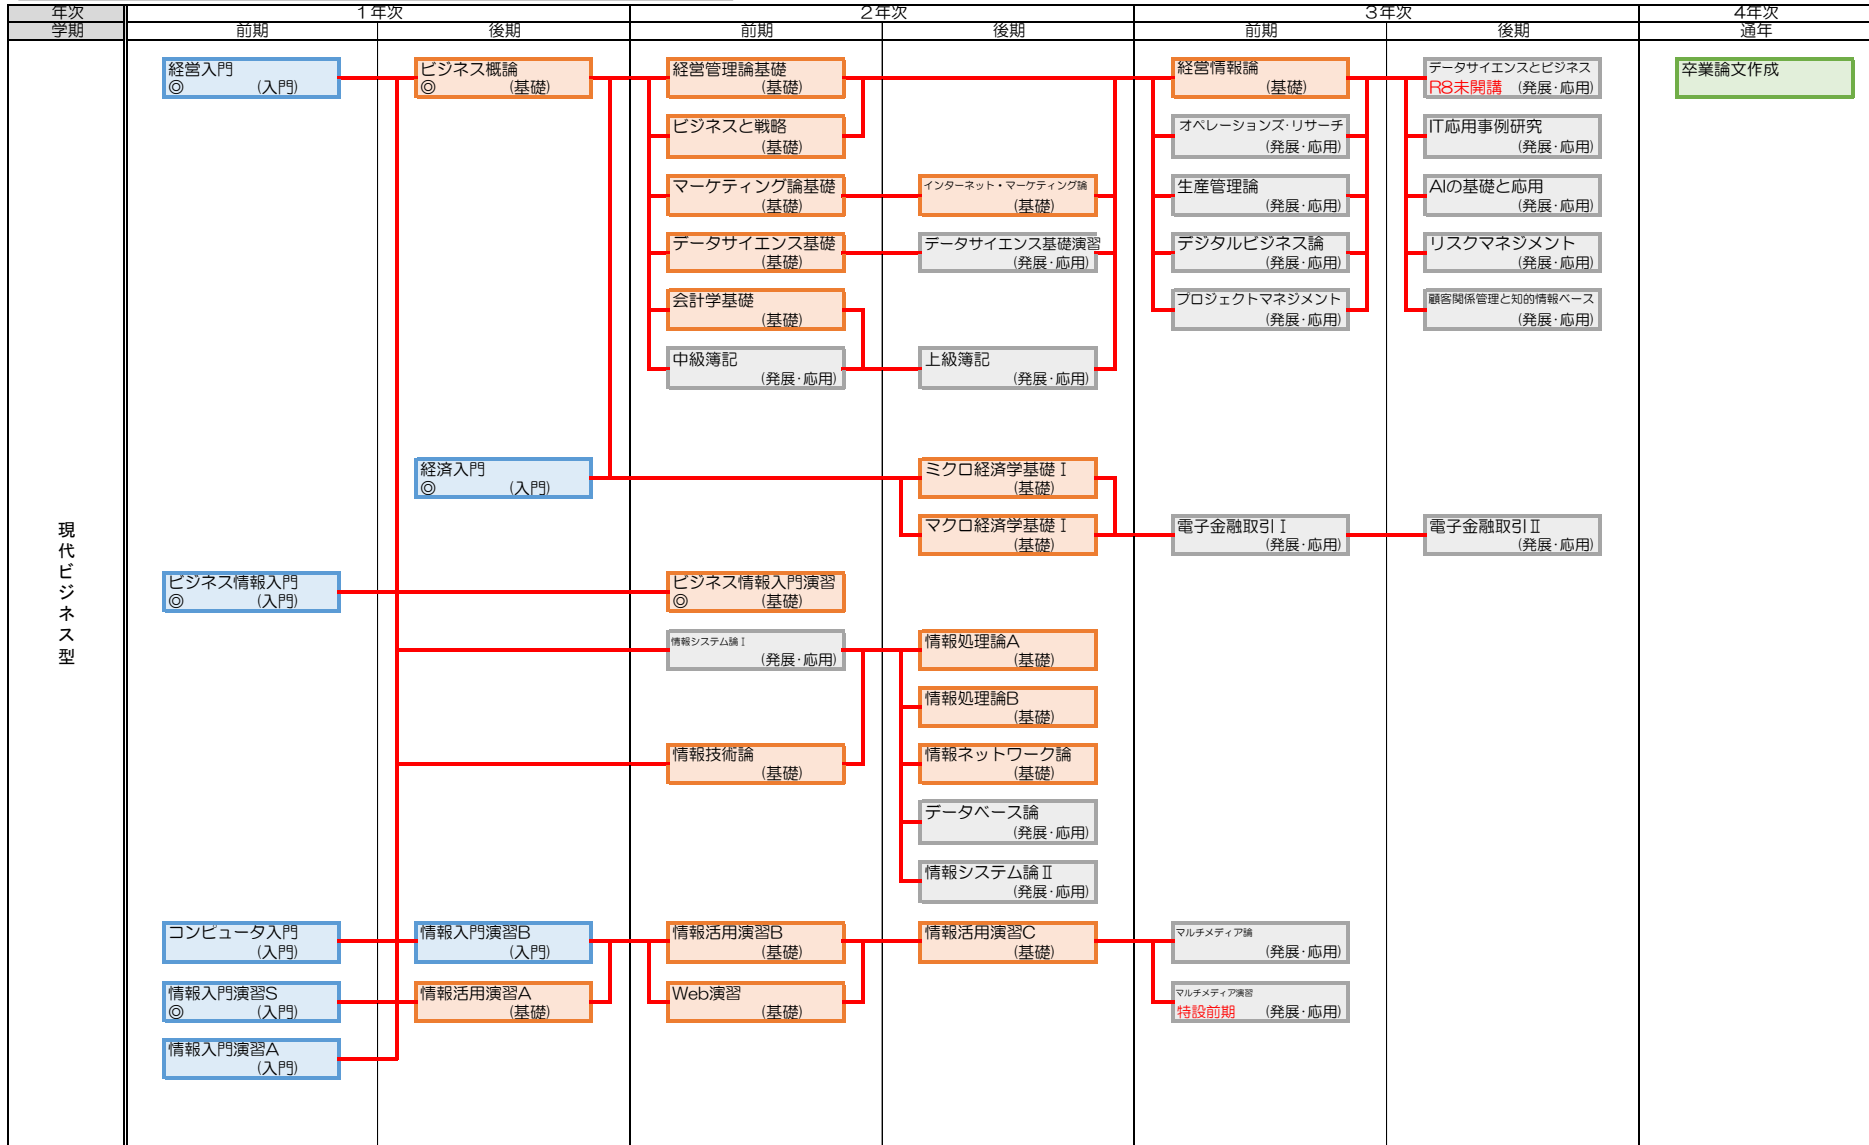 年次
1年次
2年次
3年次
4年次
学期
前期
後期
前期
後期
前期
後期
通年
経営入門
◎ (入門)
ビジネス概論
◎ (基礎)
経営管理論基礎
(基礎)
経営情報論
(基礎)
データサイエンスとビジネス
R8未開講 (発展・応用)
卒業論文作成
ビジネスと戦略
(基礎)
オペレーションズ・リサーチ
(発展・応用)
IT応用事例研究
(発展・応用)
マーケティング論基礎
(基礎)
インターネット・マーケティング論
(基礎)
生産管理論
(発展・応用)
AIの基礎と応用
(発展・応用)
データサイエンス基礎
(基礎)
データサイエンス基礎演習
(発展・応用)
デジタルビジネス論
(発展・応用)
リスクマネジメント
(発展・応用)
会計学基礎
(基礎)
プロジェクトマネジメント
(発展・応用)
顧客関係管理と知的情報ベース
(発展・応用)
中級簿記
(発展・応用)
上級簿記
(発展・応用)
経済入門
◎ (入門)
ミクロ経済学基礎Ⅰ
(基礎)
マクロ経済学基礎Ⅰ
(基礎)
電子金融取引Ⅰ
(発展・応用)
電子金融取引Ⅱ
(発展・応用)
現代ビジネス型
ビジネス情報入門
◎ (入門)
ビジネス情報入門演習
◎ (基礎)
情報システム論Ⅰ
(発展・応用)
情報処理論A
(基礎)
情報処理論B
(基礎)
情報技術論
(基礎)
情報ネットワーク論
(基礎)
データベース論
(発展・応用)
情報システム論Ⅱ
(発展・応用)
コンピュータ入門
(入門)
情報入門演習B
(入門)
情報活用演習B
(基礎)
情報活用演習C
(基礎)
マルチメディア論
(発展・応用)
情報入門演習S
◎ (入門)
情報活用演習A
(基礎)
Web演習
(基礎)
マルチメディア演習
特設前期 (発展・応用)
情報入門演習A
(入門)